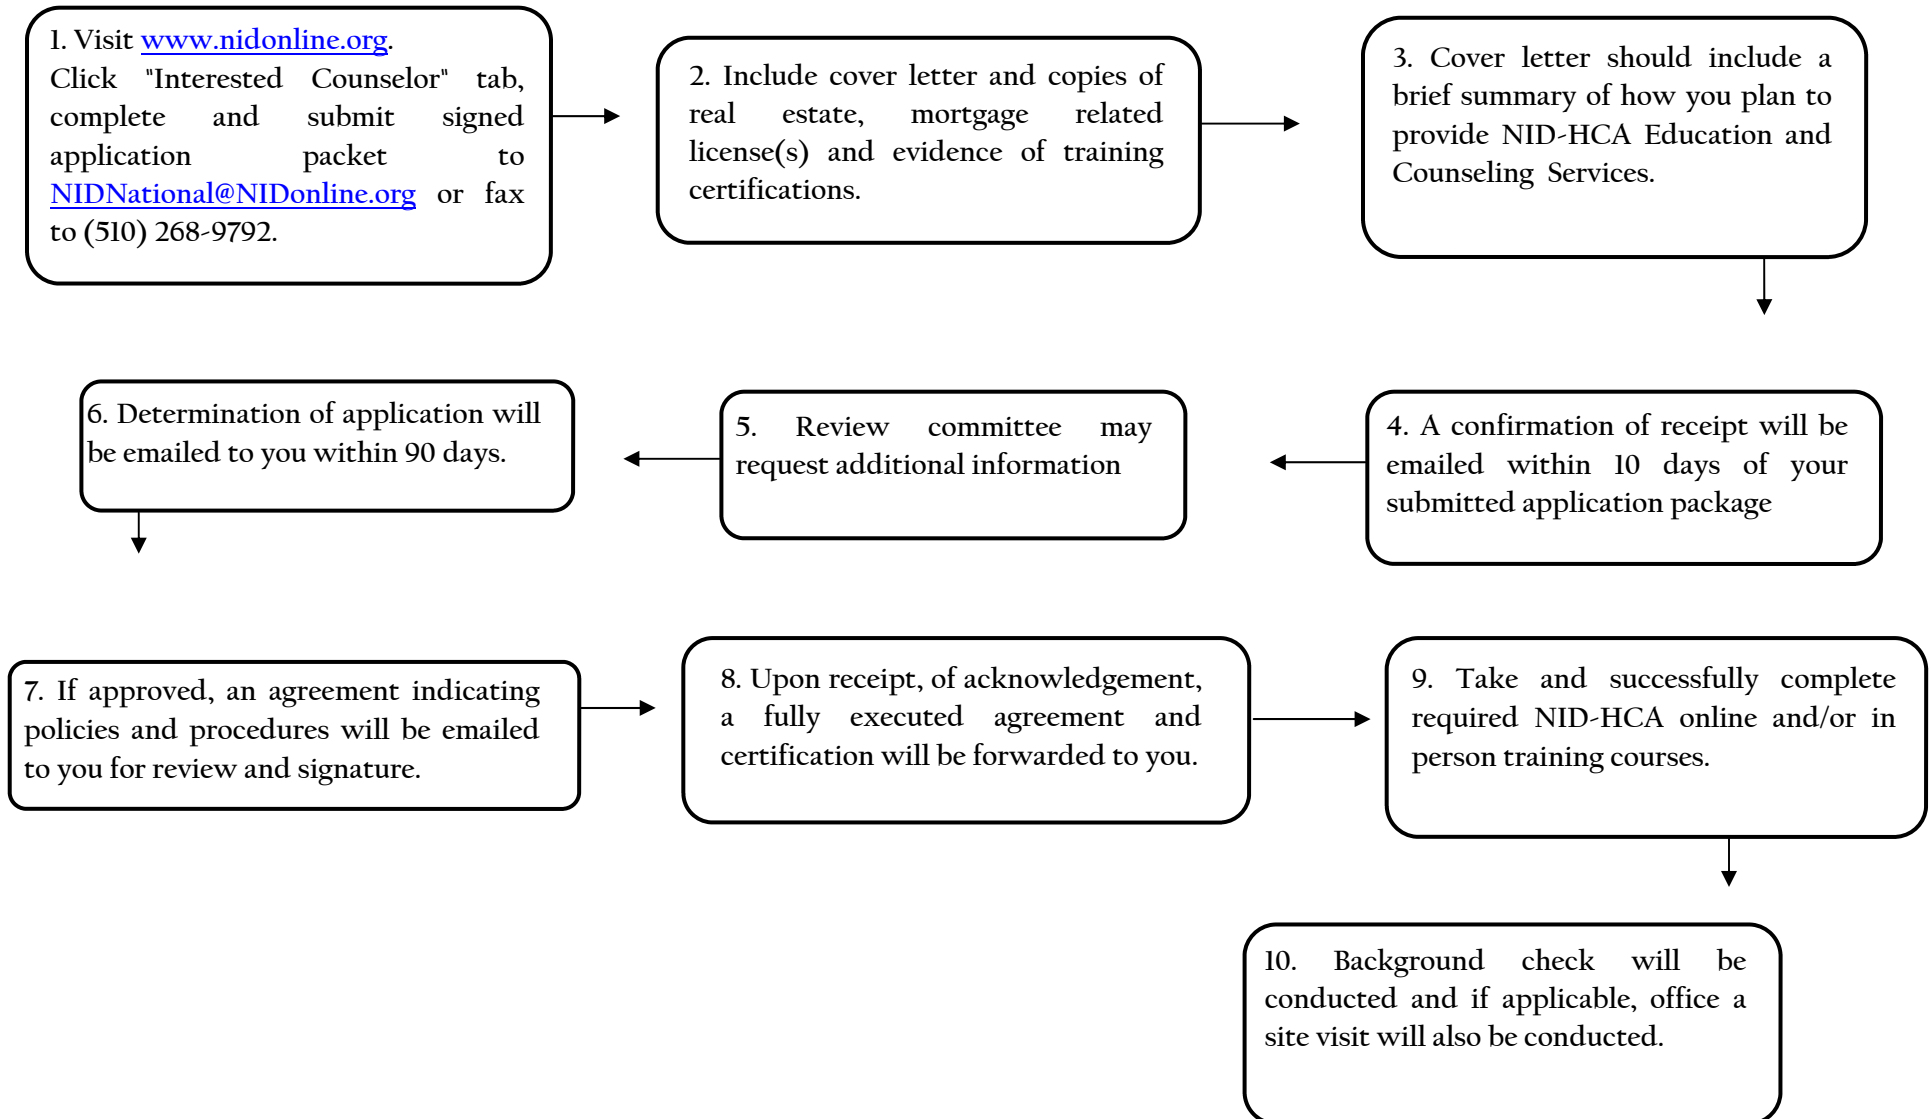 1. Visit www.nidonline.org.
Click "Interested Counselor" tab,
complete and submit signed
application packet to
NIDNational@NIDonline.org or fax
to (510) 268-9792.
2. Include cover letter and copies of
real estate, mortgage related
license(s) and evidence of training
certifications.
3. Cover letter should include a
brief summary of how you plan to
provide NID-HCA Education and
Counseling Services.
4. A confirmation of receipt will be
emailed within 10 days of your
submitted application package
5. Review committee may
request additional information
6. Determination of application will
be emailed to you within 90 days.
7. If approved, an agreement indicating
policies and procedures will be emailed
to you for review and signature.
8. Upon receipt, of acknowledgement,
a fully executed agreement and
certification will be forwarded to you.
9. Take and successfully complete
required NID-HCA online and/or in
person training courses.
10. Background check will be
conducted and if applicable, office a
site visit will also be conducted.